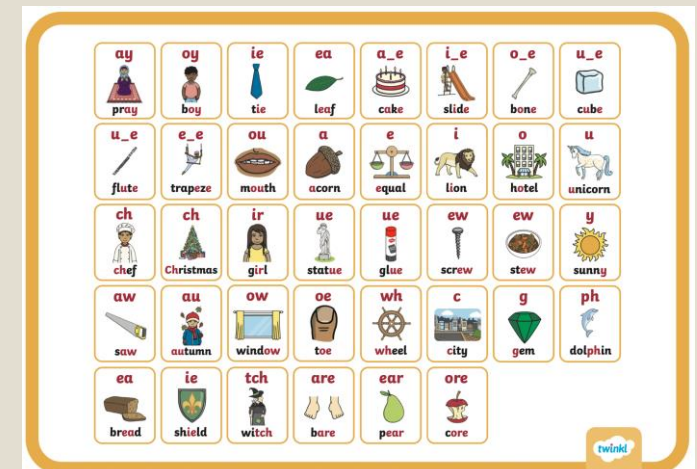 ay oy ie ea a_e i_e o_e u_e
pray boy tie leaf cake slide bone cube
u_e e_e ou a e i o u
flute trapeze mouth acorn equal lion hotel unicorn
ch ch ir ue ue ew ew y
chef Christmas girl statue glue screw stew sunny
aw au ow oe wh c g ph
saw autumn window toe wheel city gem dolphin
ea ie tch are ear ore
bread shield witch bare pear core
twinkl